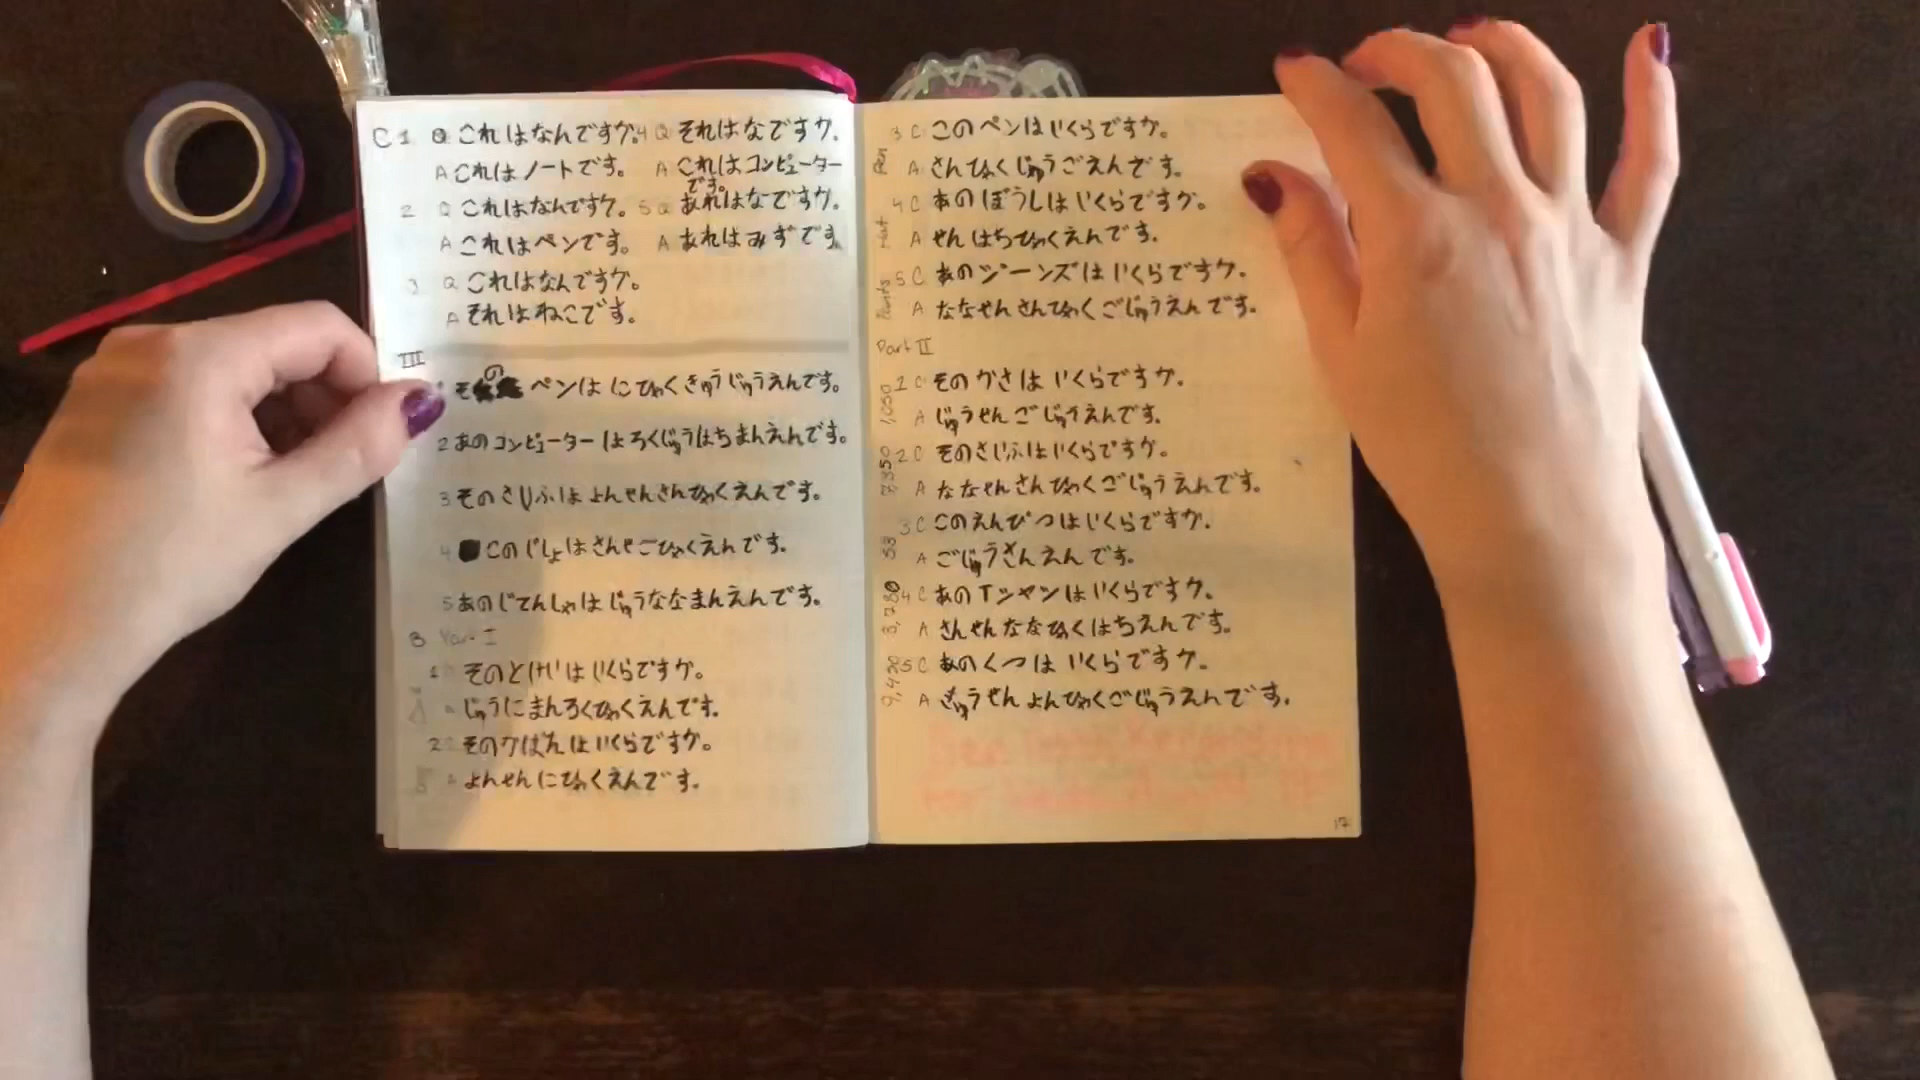 C 1 Q これはなんですか。
A これはノートです。
2 Q これはなんですか。
A これはペンです。
3 Q これはなんですか。
A それはねこです。
4 Q それはなですか。
A これはコンピューター
です。
5 Q あれはなですか。
A あれはみずです。
III
そ の ペンはにひゃくきゅうじゅうえんです。
2 あのコンピューターはろくじゅうはちまんえんです。
3 そのさいふはよんせんさんひゃくえんです。
4 このじしょはさんせごひゃくえんです。
5 あのじてんしゃはじゅうななまんえんです。
B
1 そのとけいはいくらですか。
A じゅうにまんろくひゃくえんです。
2 そのかばんはいくらですか。
A よんせんにひゃくえんです。
3 C このペンはいくらですか。
Pen A さんひゃくじゅうごえんです。
4 C あのぼうしはいくらですか。
Hat A せんはちひゃくえんです。
5 C あのジーンズはいくらですか。
Pants A ななせんさんひゃくごじゅうえんです。
Part II
1 C そのかさはいくらですか。
1050 A じゅうせんごじゅうえんです。
2 C そのさいふはいくらですか。
7350 A ななせんさんひゃくごじゅうえんです。
3 C このえんぴつはいくらですか。
53 A ごじゅうさんえんです。
4 C あのTシャツはいくらですか。
3,780 A さんせんななひゃくはちえんです。
5 C あのくつはいくらですか。
A きゅうせんよんひゃくごじゅうえんです。
17